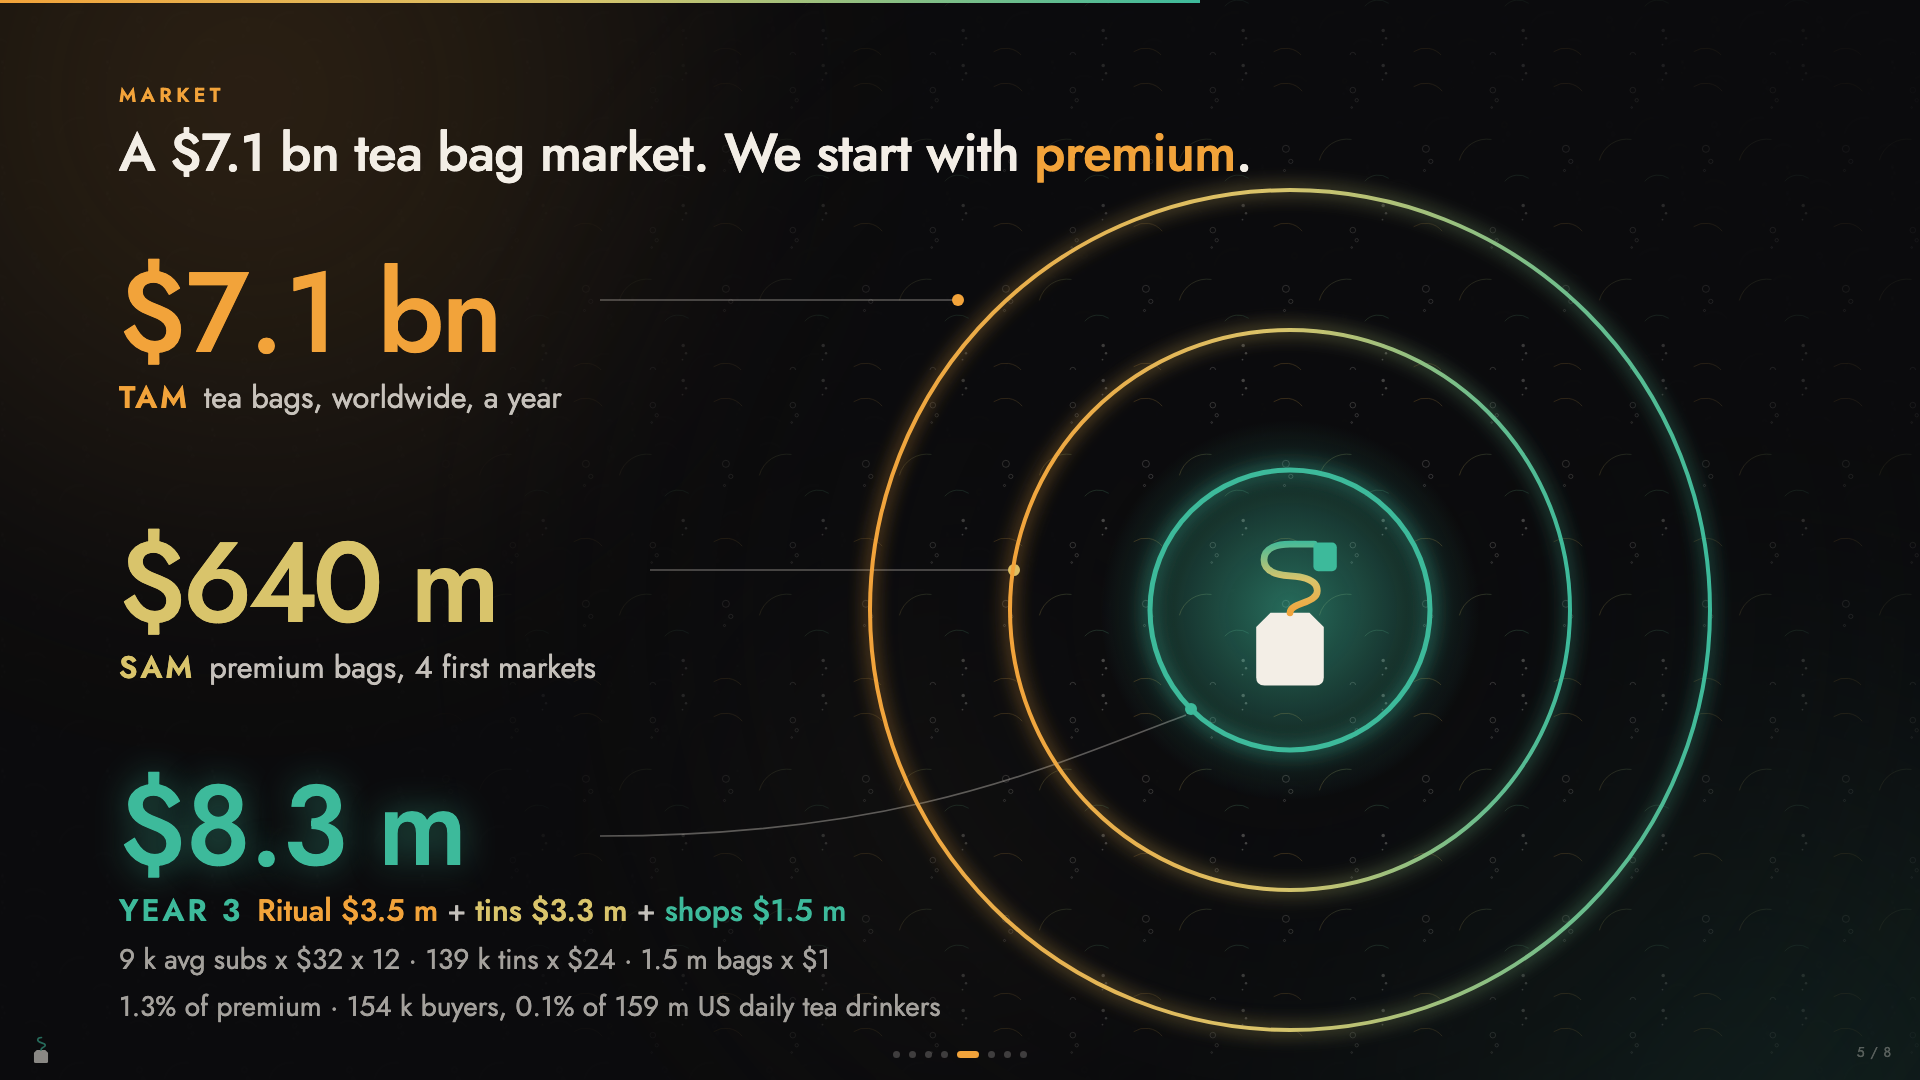 MARKET
A $7.1 bn tea bag market. We start with premium.
$7.1 bn
TAM tea bags, worldwide, a year
$640 m
SAM premium bags, 4 first markets
$8.3 m
YEAR 3 Ritual $3.5 m + tins $3.3 m + shops $1.5 m
9 k avg subs x $32 x 12 · 139 k tins x $24 · 1.5 m bags x $1
1.3% of premium · 154 k buyers, 0.1% of 159 m US daily tea drinkers
5 / 8